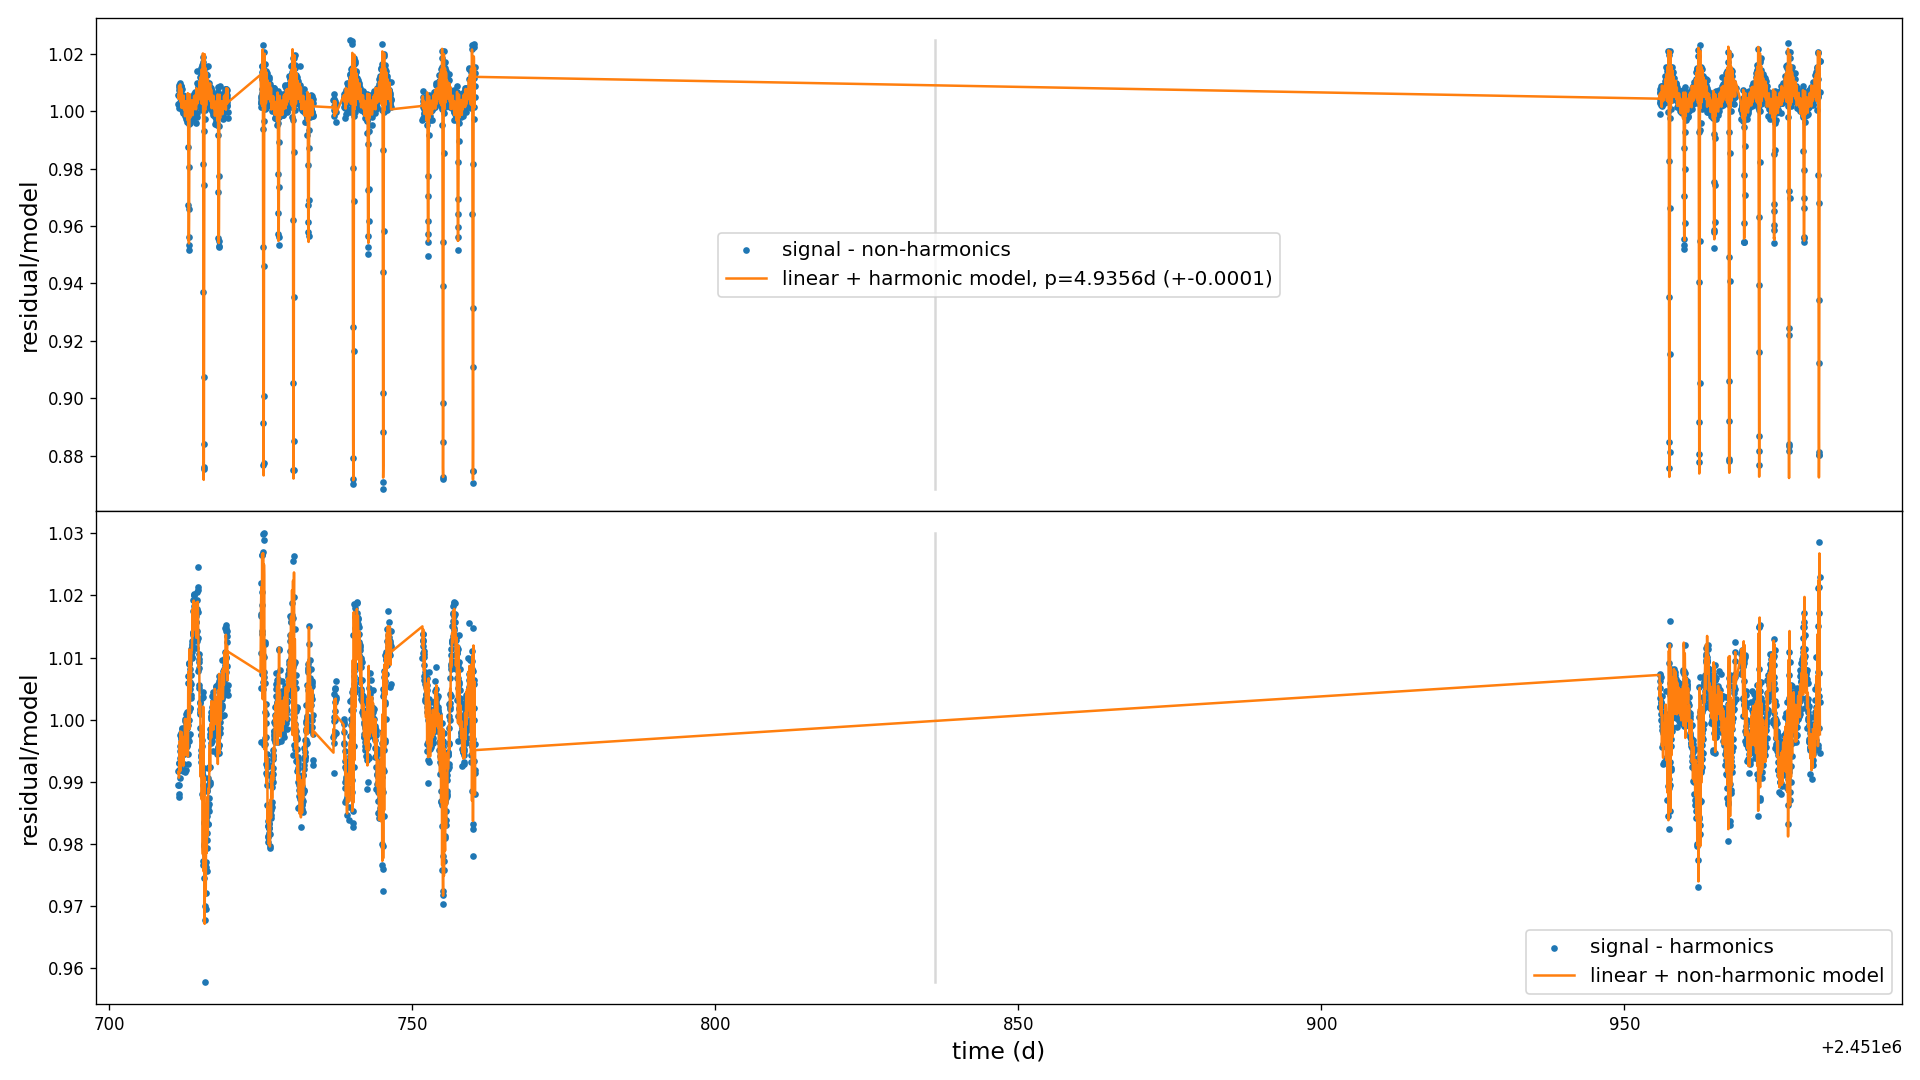 1.02
1.00
0.98
0.96
0.94
0.92
0.90
0.88
residual/model
signal - non-harmonics
linear + harmonic model, p=4.9356d (+-0.0001)
1.03
1.02
1.01
1.00
0.99
0.98
0.97
0.96
residual/model
signal - harmonics
linear + non-harmonic model
700 750 800 850 900 950
time (d)
+2.451e6